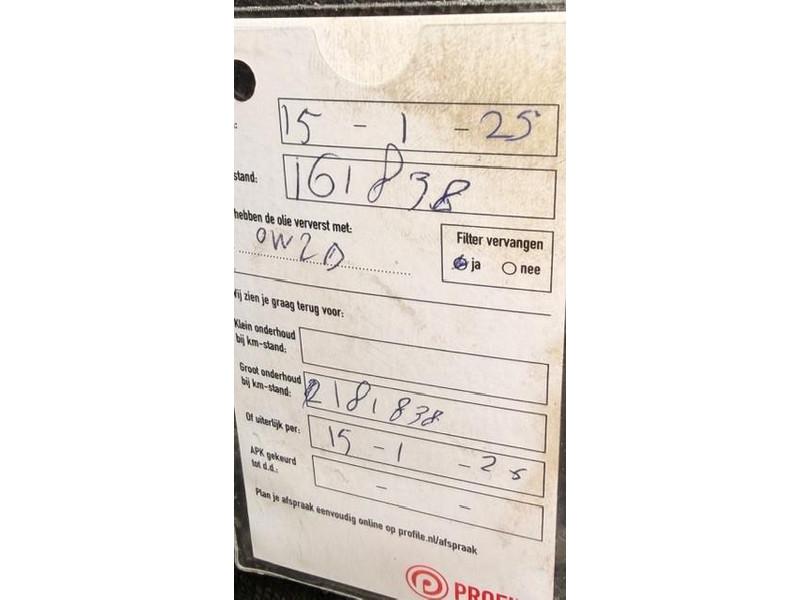 15 - 1 - 25
stand: 161838
hebben de olie ververst met:
0W20
Filter vervangen
ja nee
Wij zien je graag terug voor:
Klein onderhoud
bij km-stand:
Groot onderhoud
bij km-stand: 181838
Of uiterlijk per: 15 - 1 -
APK gekeurd
tot d.d.: - -
Plan je afspraak eenvoudig online op profile.nl/afspraak
PROFI